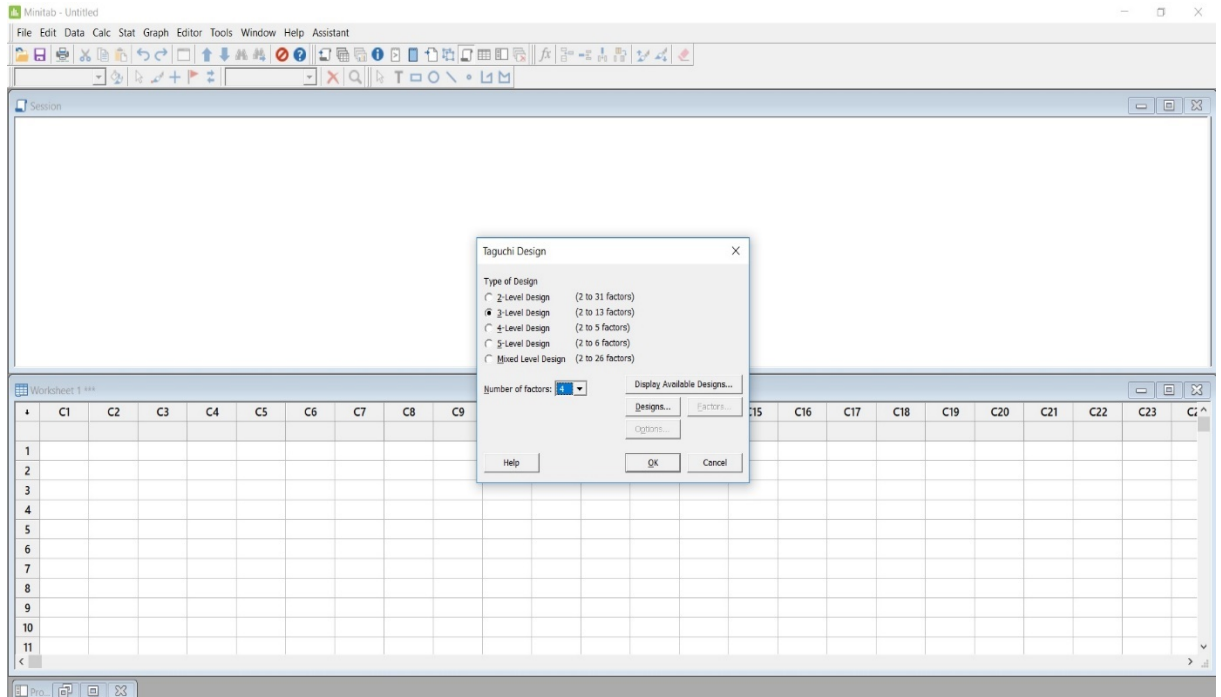 Minitab - Untitled
File Edit Data Calc Stat Graph Editor Tools Window Help Assistant
Session
Taguchi Design
Type of Design
2-Level Design (2 to 31 factors)
3-Level Design (2 to 13 factors)
4-Level Design (2 to 5 factors)
5-Level Design (2 to 6 factors)
Mixed Level Design (2 to 26 factors)
Number of factors: 4 Display Available Designs...
Designs... Factors...
Options...
Help OK Cancel
Worksheet 1 ***
C1 C2 C3 C4 C5 C6 C7 C8 C9 C15 C16 C17 C18 C19 C20 C21 C22 C23
1
2
3
4
5
6
7
8
9
10
11
Pro...